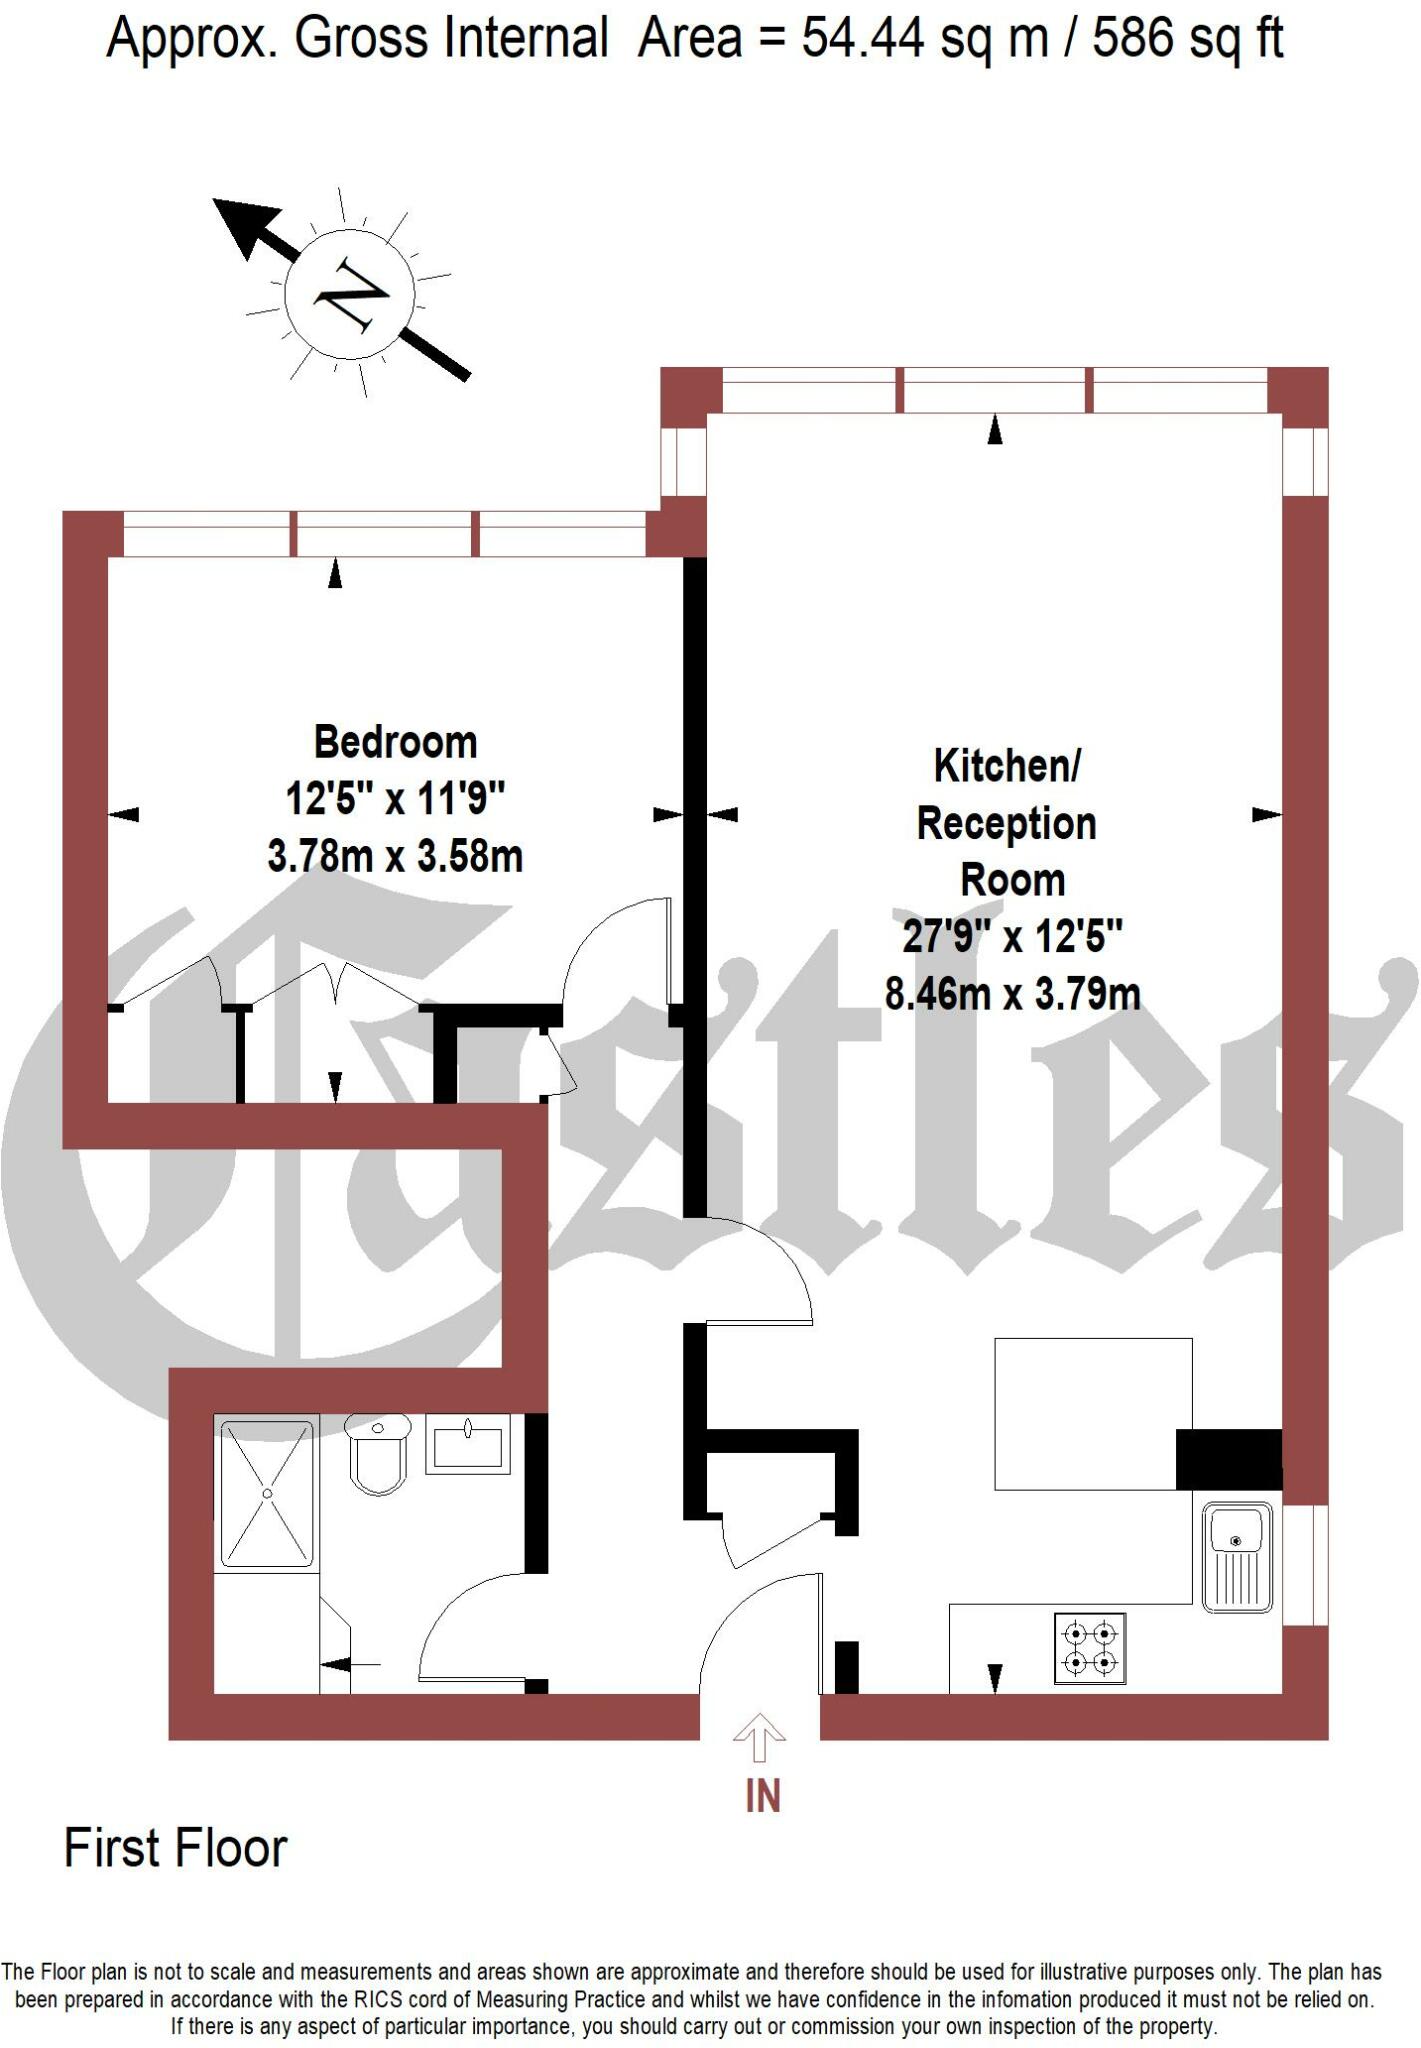 Approx. Gross Internal Area = 54.44 sq m / 586 sq ft
N
Bedroom
12'5" x 11'9"
3.78m x 3.58m
Kitchen/
Reception
Room
27'9" x 12'5"
8.46m x 3.79m
Castles
IN
First Floor
The Floor plan is not to scale and measurements and areas shown are approximate and therefore should be used for illustrative purposes only. The plan has
been prepared in accordance with the RICS cord of Measuring Practice and whilst we have confidence in the infomation produced it must not be relied on.
If there is any aspect of particular importance, you should carry out or commission your own inspection of the property.